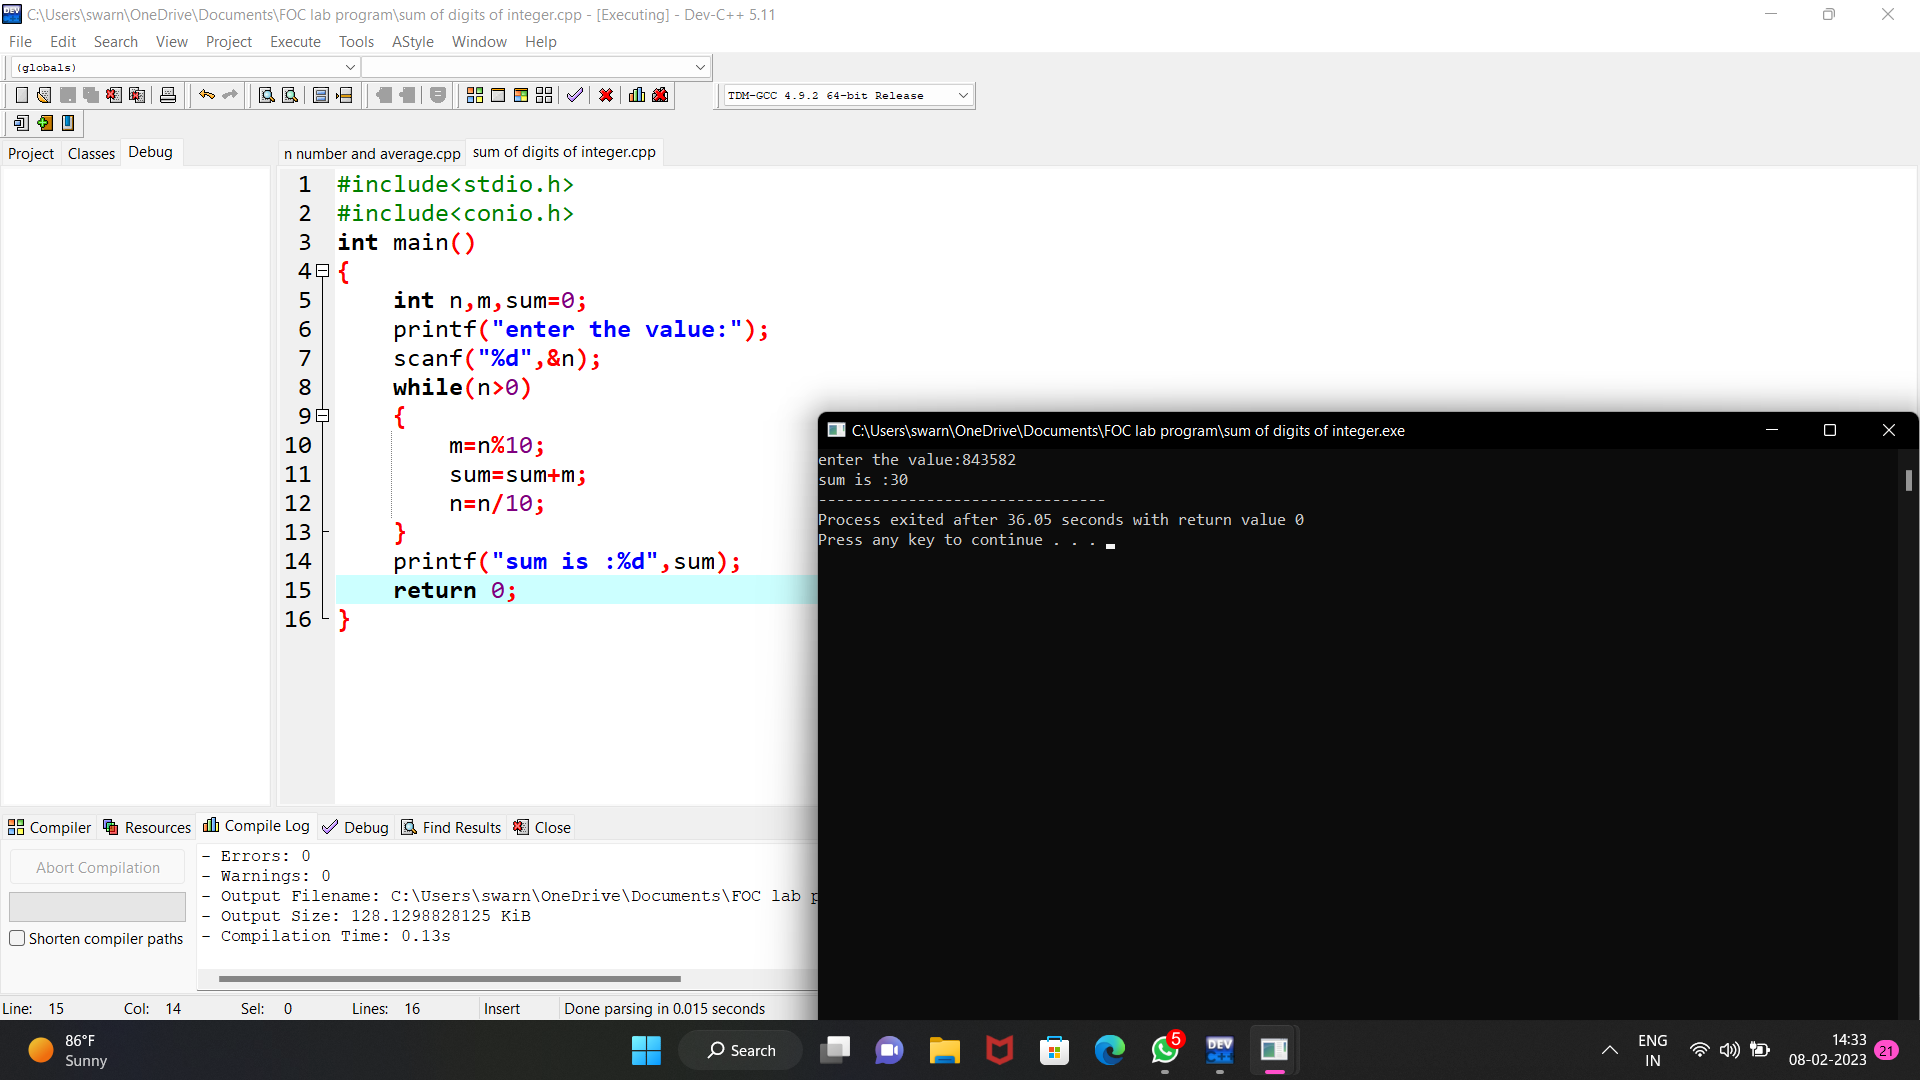 C:\Users\swarn\OneDrive\Documents\FOC lab program\sum of digits of integer.cpp - [Executing] - Dev-C++ 5.11
File Edit Search View Project Execute Tools AStyle Window Help
(globals)
TDM-GCC 4.9.2 64-bit Release
Project Classes Debug
n number and average.cpp sum of digits of integer.cpp
1 #include<stdio.h>
2 #include<conio.h>
3 int main()
4 {
5 int n,m,sum=0;
6 printf("enter the value:");
7 scanf("%d",&n);
8 while(n>0)
9 {
10 m=n%10;
11 sum=sum+m;
12 n=n/10;
13 }
14 printf("sum is :%d",sum);
15 return 0;
16 }
C:\Users\swarn\OneDrive\Documents\FOC lab program\sum of digits of integer.exe
enter the value:843582
sum is :30
--------------------------------
Process exited after 36.05 seconds with return value 0
Press any key to continue . . .
Compiler Resources Compile Log Debug Find Results Close
Abort Compilation
Shorten compiler paths
- Errors: 0
- Warnings: 0
- Output Filename: C:\Users\swarn\OneDrive\Documents\FOC lab p
- Output Size: 128.1298828125 KiB
- Compilation Time: 0.13s
Line: 15 Col: 14 Sel: 0 Lines: 16 Insert Done parsing in 0.015 seconds
86°F
Sunny
Search
5
DEV
C++
ENG
IN
14:33
08-02-2023
21